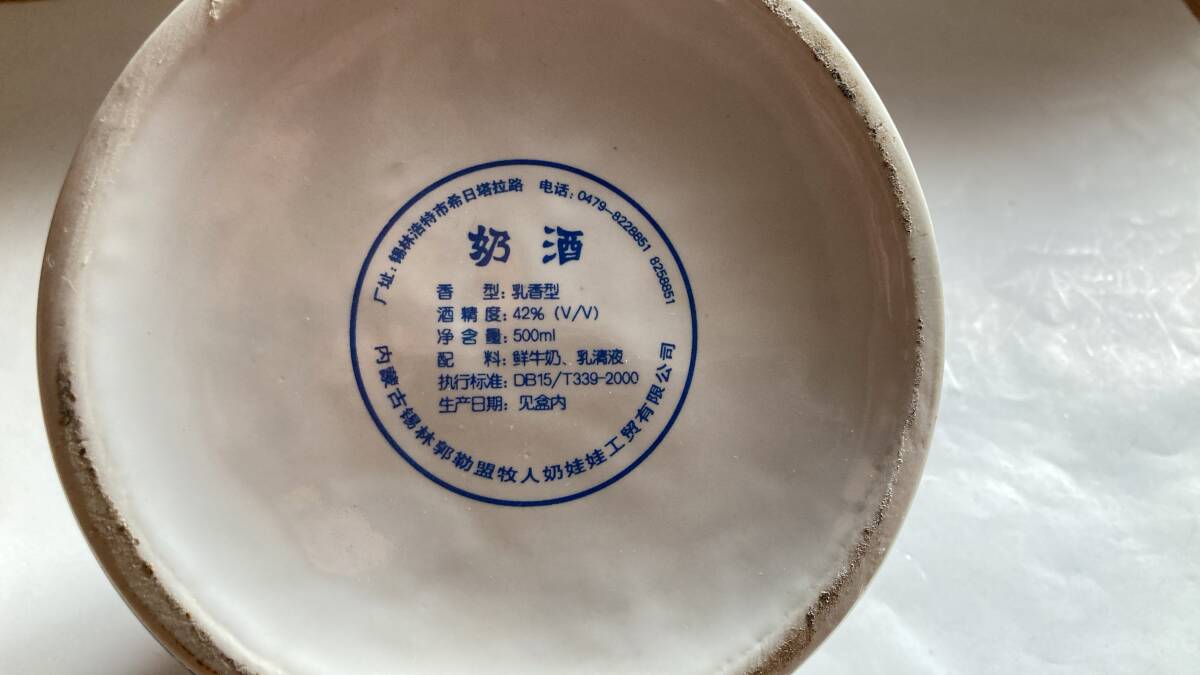 厂址:锡林浩特市希日塔拉路 电话:0479-8228851 8258851
奶酒
香型:乳香型
酒精度:42%(V/V)
净含量:500ml
配料:鲜牛奶、乳清液
执行标准:DB15/T339-2000
生产日期:见盒内
内蒙古锡林郭勒盟牧人奶娃娃工贸有限公司